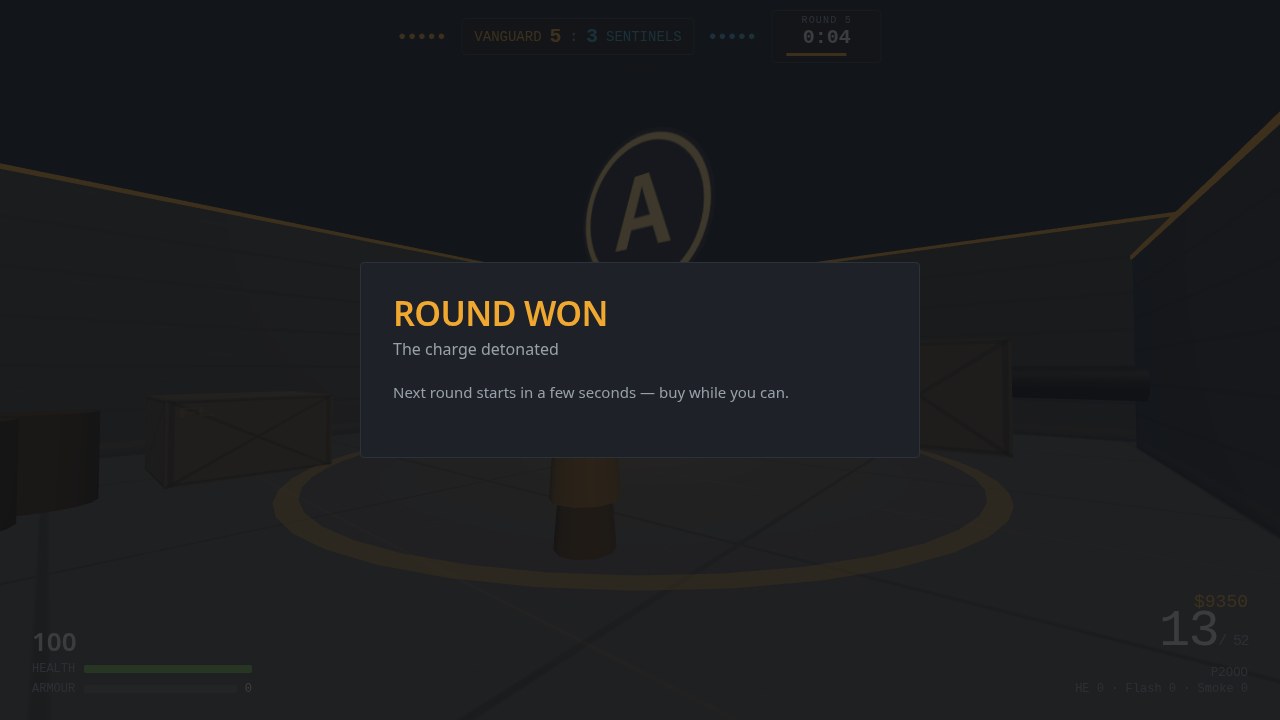 VANGUARD 5 : 3 SENTINELS
ROUND 5
0:04
A
ROUND WON
The charge detonated
Next round starts in a few seconds — buy while you can.
$9350
13 / 52
P2000
HE 0 | Flash 0 | Smoke 0
100
HEALTH
ARMOUR 0